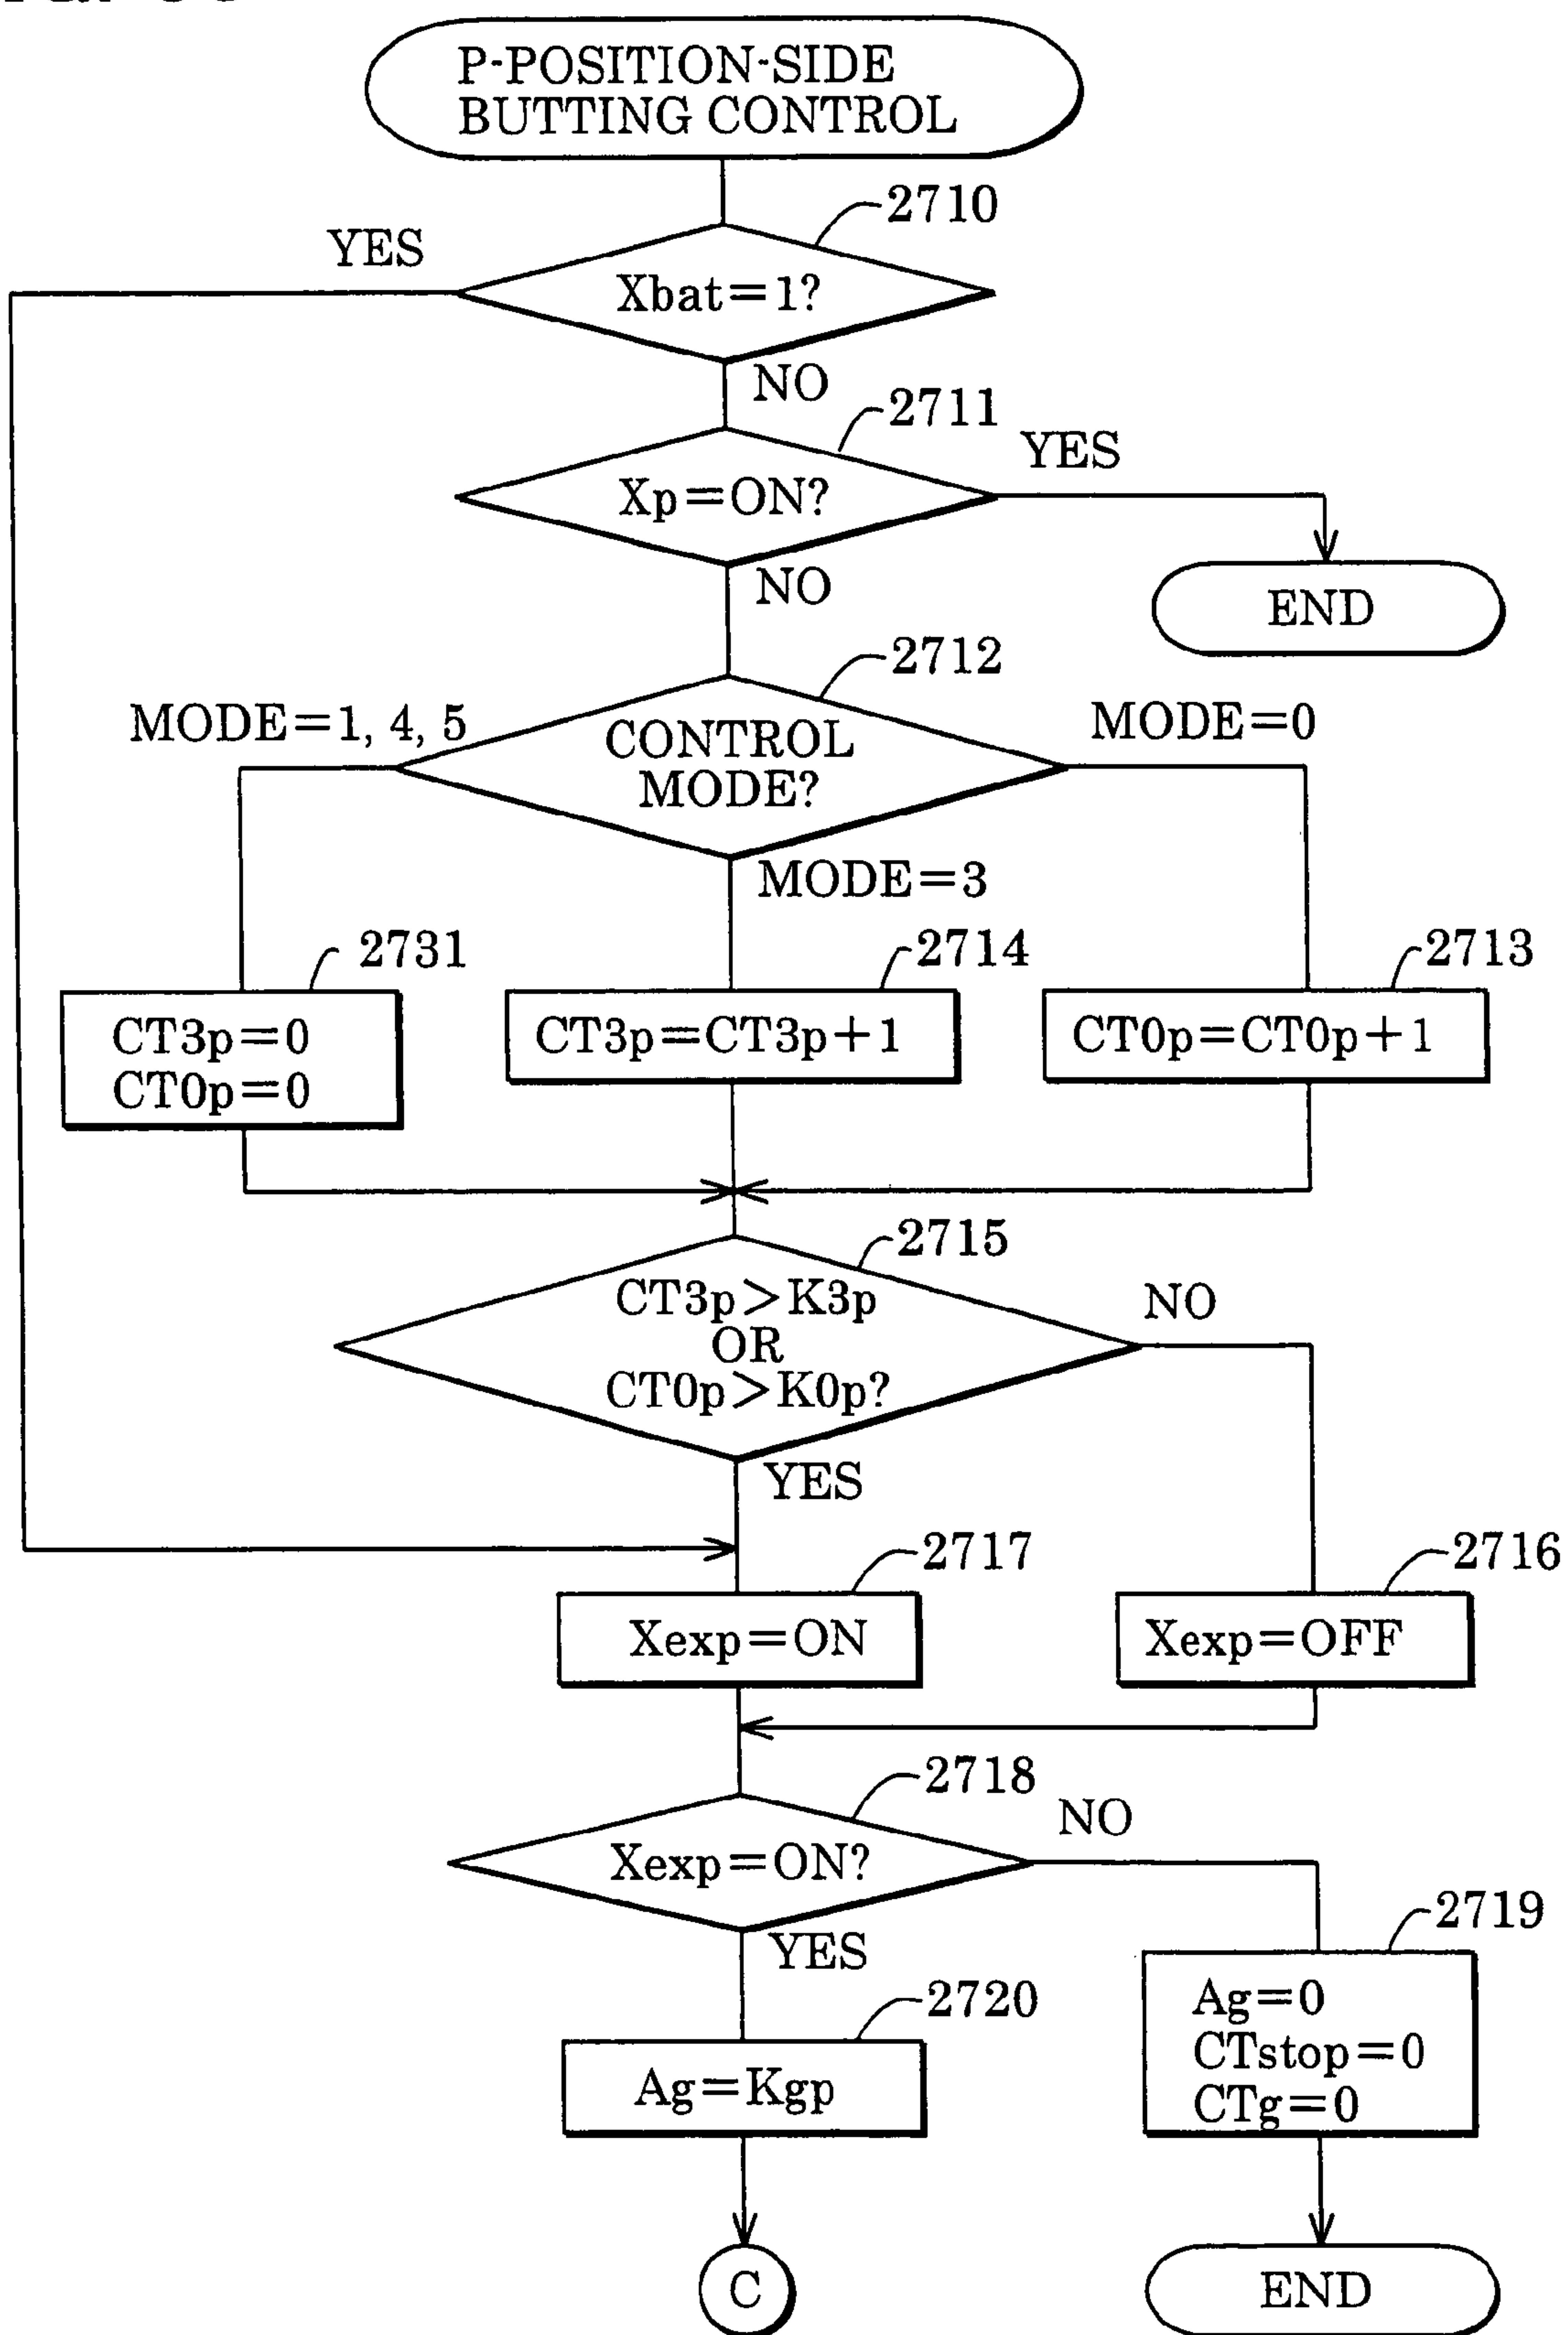 P-POSITION-SIDE
BUTTING CONTROL
2710
YES
Xbat=1?
NO
2711
YES
Xp=ON?
NO
END
2712
MODE=1, 4, 5
MODE=0
CONTROL
MODE?
MODE=3
2731
2714
2713
CT3p=0
CT0p=0
CT3p=CT3p+1
CT0p=CT0p+1
2715
CT3p>K3p
OR
CT0p>K0p?
NO
YES
2717
2716
Xexp=ON
Xexp=OFF
2718
NO
Xexp=ON?
YES
2719
2720
Ag=0
CTstop=0
CTg=0
Ag=Kgp
C
END